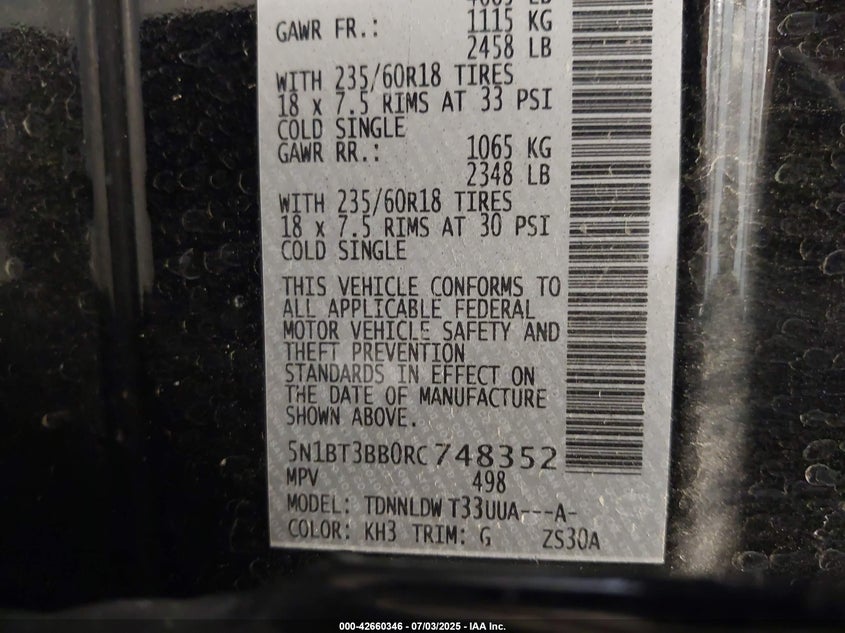 GAWR FR.: 1115 KG
2458 LB
WITH 235/60R18 TIRES
18 x 7.5 RIMS AT 33 PSI
COLD SINGLE
GAWR RR.: 1065 KG
2348 LB
WITH 235/60R18 TIRES
18 x 7.5 RIMS AT 30 PSI
COLD SINGLE
THIS VEHICLE CONFORMS TO
ALL APPLICABLE FEDERAL
MOTOR VEHICLE SAFETY AND
THEFT PREVENTION
STANDARDS IN EFFECT ON
THE DATE OF MANUFACTURE
SHOWN ABOVE.
5N1BT3BB0RC748352
MPV 498
MODEL: TDNNLDW T33UUA---A-
COLOR: KH3 TRIM: G ZS30A
000-42660346 - 07/03/2025 - IAA Inc.